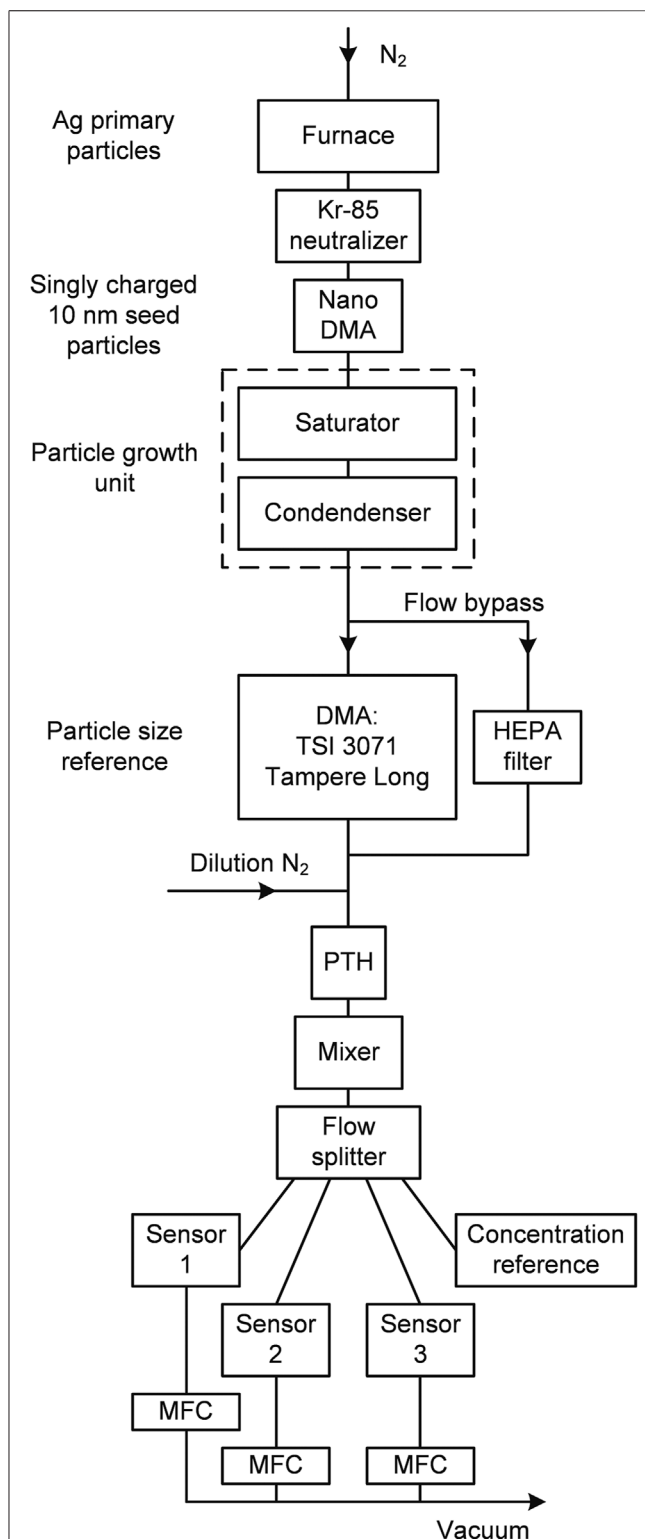 N₂
Ag primary
particles
Furnace
Kr-85
neutralizer
Singly charged
10 nm seed
particles
Nano
DMA
Particle growth
unit
Saturator
Condendenser
Flow bypass
Particle size
reference
DMA:
TSI 3071
Tampere Long
HEPA
filter
Dilution N₂
PTH
Mixer
Flow
splitter
Sensor
1
Concentration
reference
Sensor
2
Sensor
3
MFC
MFC
MFC
Vacuum